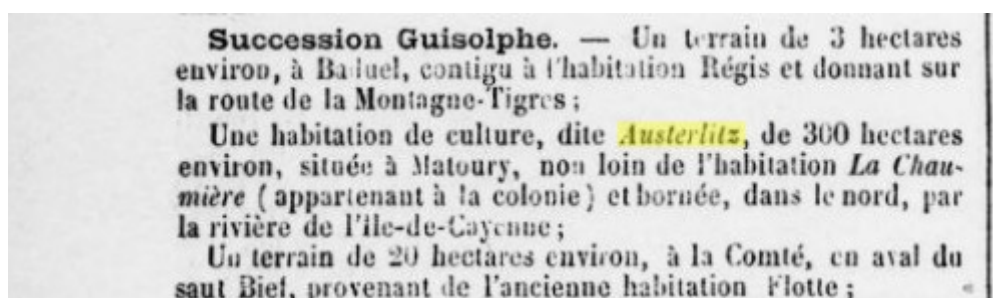 Succession Guisolphe. — Un terrain de 3 hectares
environ, à Baduel, contigu à l'habitation Régis et donnant sur
la route de la Montagne-Tigres ;
Une habitation de culture, dite Austerlitz, de 300 hectares
environ, située à Matoury, non loin de l'habitation La Chau-
mière (appartenant à la colonie) et bornée, dans le nord, par
la rivière de l'île-de-Cayenne ;
Un terrain de 20 hectares environ, à la Comté, en aval du
saut Bief, provenant de l'ancienne habitation Flotte ;